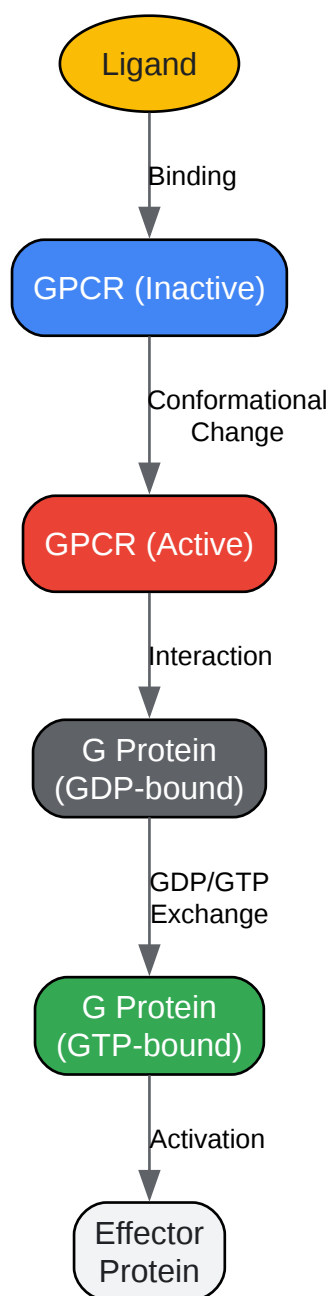 Ligand
Binding
GPCR (Inactive)
Conformational
Change
GPCR (Active)
Interaction
G Protein
(GDP-bound)
GDP/GTP
Exchange
G Protein
(GTP-bound)
Activation
Effector
Protein